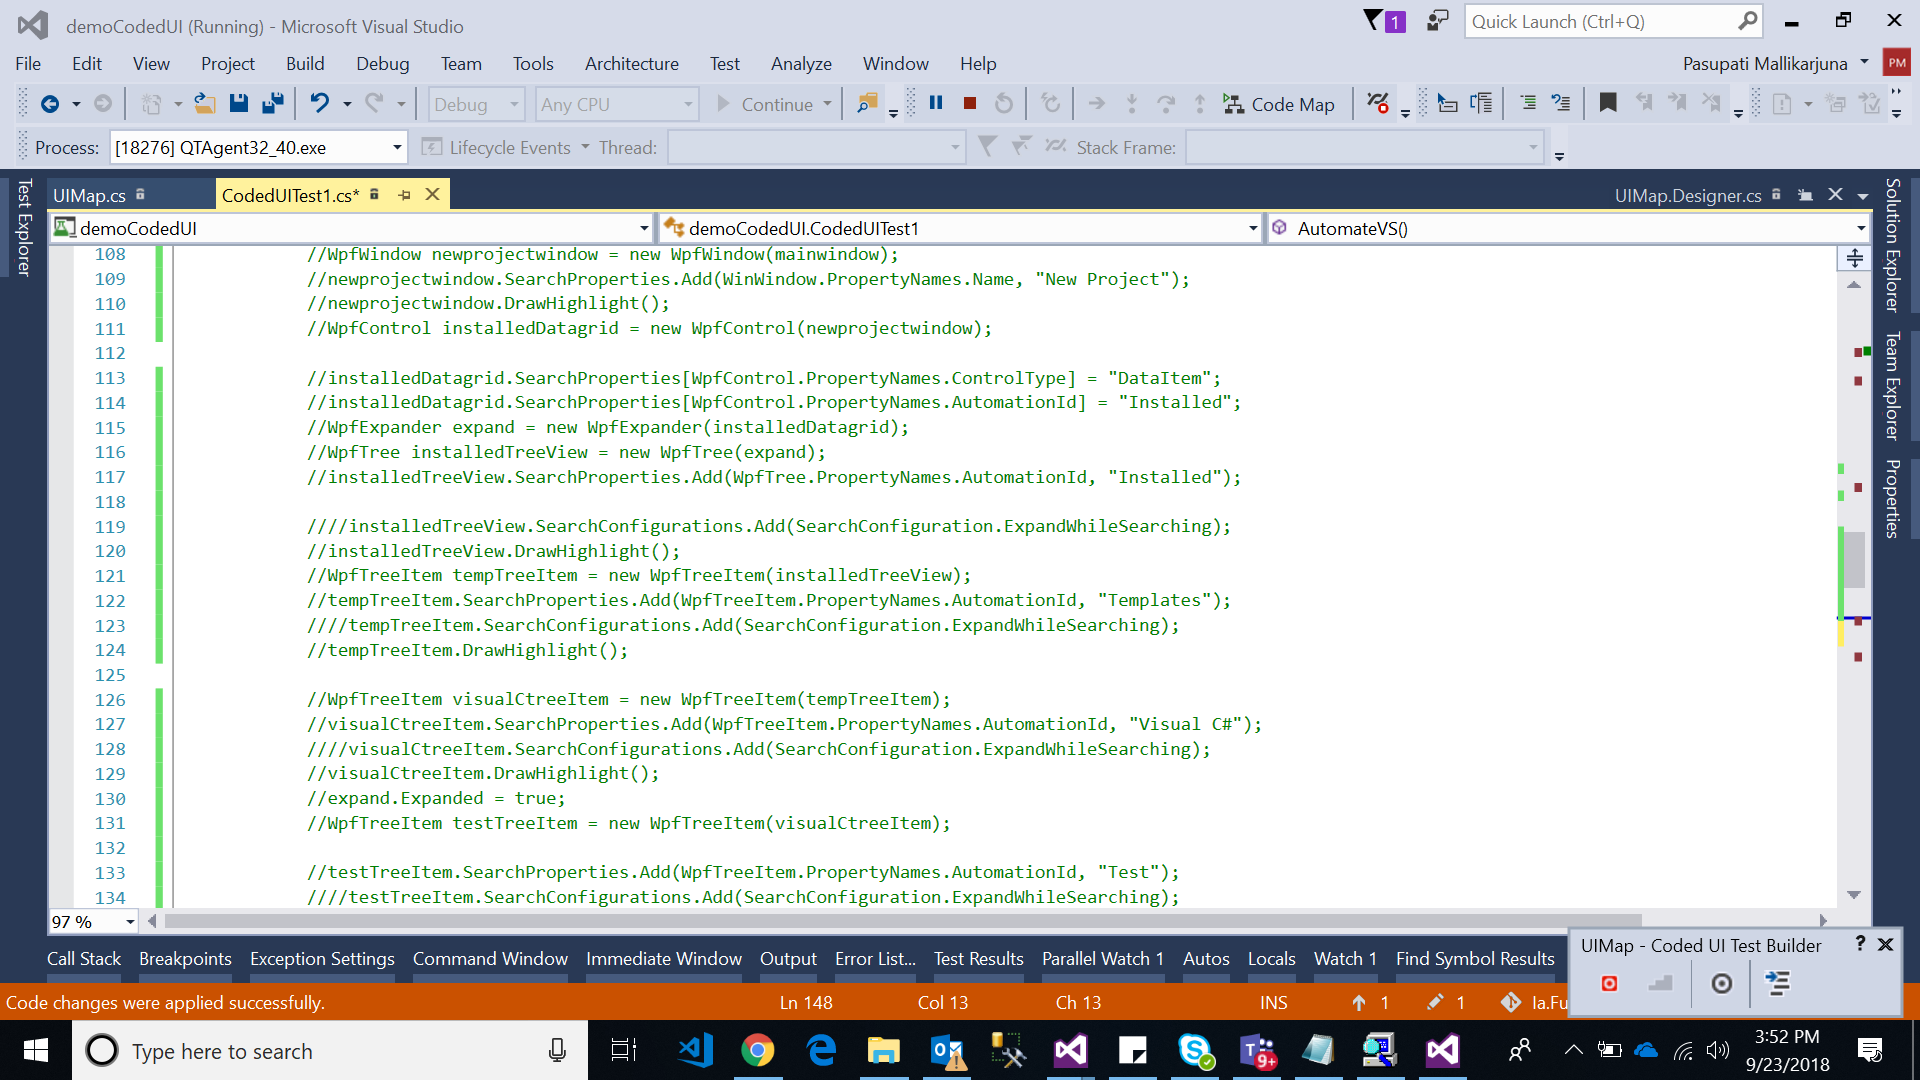 demoCodedUI (Running) - Microsoft Visual Studio
1
Quick Launch (Ctrl+Q)
File Edit View Project Build Debug Team Tools Architecture Test Analyze Window Help
Pasupati Mallikarjuna PM
Debug Any CPU Continue Code Map
Process: [18276] QTAgent32_40.exe Lifecycle Events Thread: Stack Frame:
Test Explorer
UIMap.cs CodedUITest1.cs* UIMap.Designer.cs
demoCodedUI demoCodedUI.CodedUITest1 AutomateVS()
108 //WpfWindow newprojectwindow = new WpfWindow(mainwindow);
109 //newprojectwindow.SearchProperties.Add(WinWindow.PropertyNames.Name, "New Project");
110 //newprojectwindow.DrawHighlight();
111 //WpfControl installedDatagrid = new WpfControl(newprojectwindow);
112
113 //installedDatagrid.SearchProperties[WpfControl.PropertyNames.ControlType] = "DataItem";
114 //installedDatagrid.SearchProperties[WpfControl.PropertyNames.AutomationId] = "Installed";
115 //WpfExpander expand = new WpfExpander(installedDatagrid);
116 //WpfTree installedTreeView = new WpfTree(expand);
117 //installedTreeView.SearchProperties.Add(WpfTree.PropertyNames.AutomationId, "Installed");
118
119 ////installedTreeView.SearchConfigurations.Add(SearchConfiguration.ExpandWhileSearching);
120 //installedTreeView.DrawHighlight();
121 //WpfTreeItem tempTreeItem = new WpfTreeItem(installedTreeView);
122 //tempTreeItem.SearchProperties.Add(WpfTreeItem.PropertyNames.AutomationId, "Templates");
123 ////tempTreeItem.SearchConfigurations.Add(SearchConfiguration.ExpandWhileSearching);
124 //tempTreeItem.DrawHighlight();
125
126 //WpfTreeItem visualCtreeItem = new WpfTreeItem(tempTreeItem);
127 //visualCtreeItem.SearchProperties.Add(WpfTreeItem.PropertyNames.AutomationId, "Visual C#");
128 ////visualCtreeItem.SearchConfigurations.Add(SearchConfiguration.ExpandWhileSearching);
129 //visualCtreeItem.DrawHighlight();
130 //expand.Expanded = true;
131 //WpfTreeItem testTreeItem = new WpfTreeItem(visualCtreeItem);
132
133 //testTreeItem.SearchProperties.Add(WpfTreeItem.PropertyNames.AutomationId, "Test");
134 ////testTreeItem.SearchConfigurations.Add(SearchConfiguration.ExpandWhileSearching);
Solution Explorer
Team Explorer
Properties
97 %
Call Stack Breakpoints Exception Settings Command Window Immediate Window Output Error List... Test Results Parallel Watch 1 Autos Locals Watch 1 Find Symbol Results
UIMap - Coded UI Test Builder ?
Code changes were applied successfully. Ln 148 Col 13 Ch 13 INS 1 1 Ia.Fu
Type here to search
9+
3:52 PM
9/23/2018